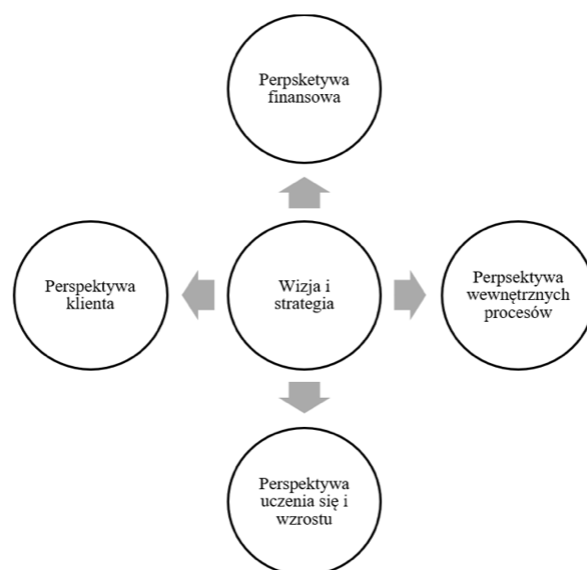 Perpsketywa
finansowa
Perspektywa
klienta
Wizja i
strategia
Perpsektywa
wewnętrznych
procesów
Perspektywa
uczenia się i
wzrostu